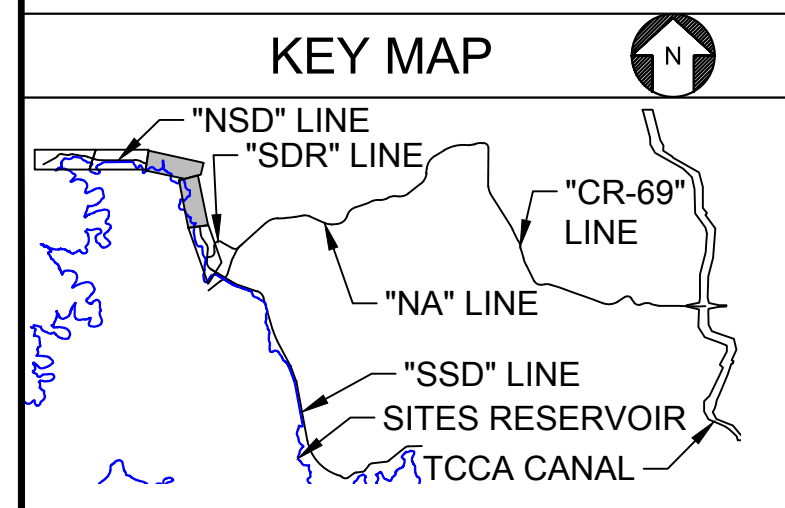 KEY MAP
N
"NSD" LINE
"SDR" LINE
"CR-69"
LINE
"NA" LINE
"SSD" LINE
SITES RESERVOIR
TCCA CANAL